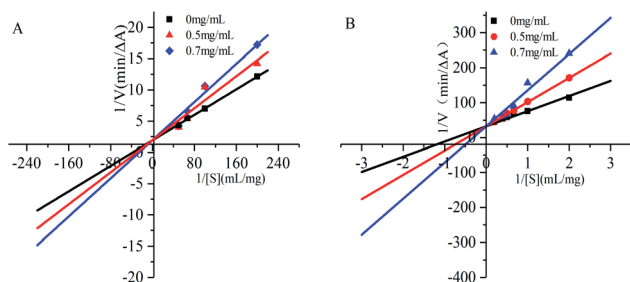 A
1/V(min/ΔA)
0mg/mL
0.5mg/mL
0.7mg/mL
20
15
10
5
0
-5
-10
-15
-20
-240 -160 -80 0 80 160 240
1/[S](mL/mg)
B
1/V (min/ΔA)
0mg/mL
0.5mg/mL
0.7mg/mL
400
300
200
100
0
-100
-200
-300
-400
-3 -2 -1 0 1 2 3
1/[S](mL/mg)